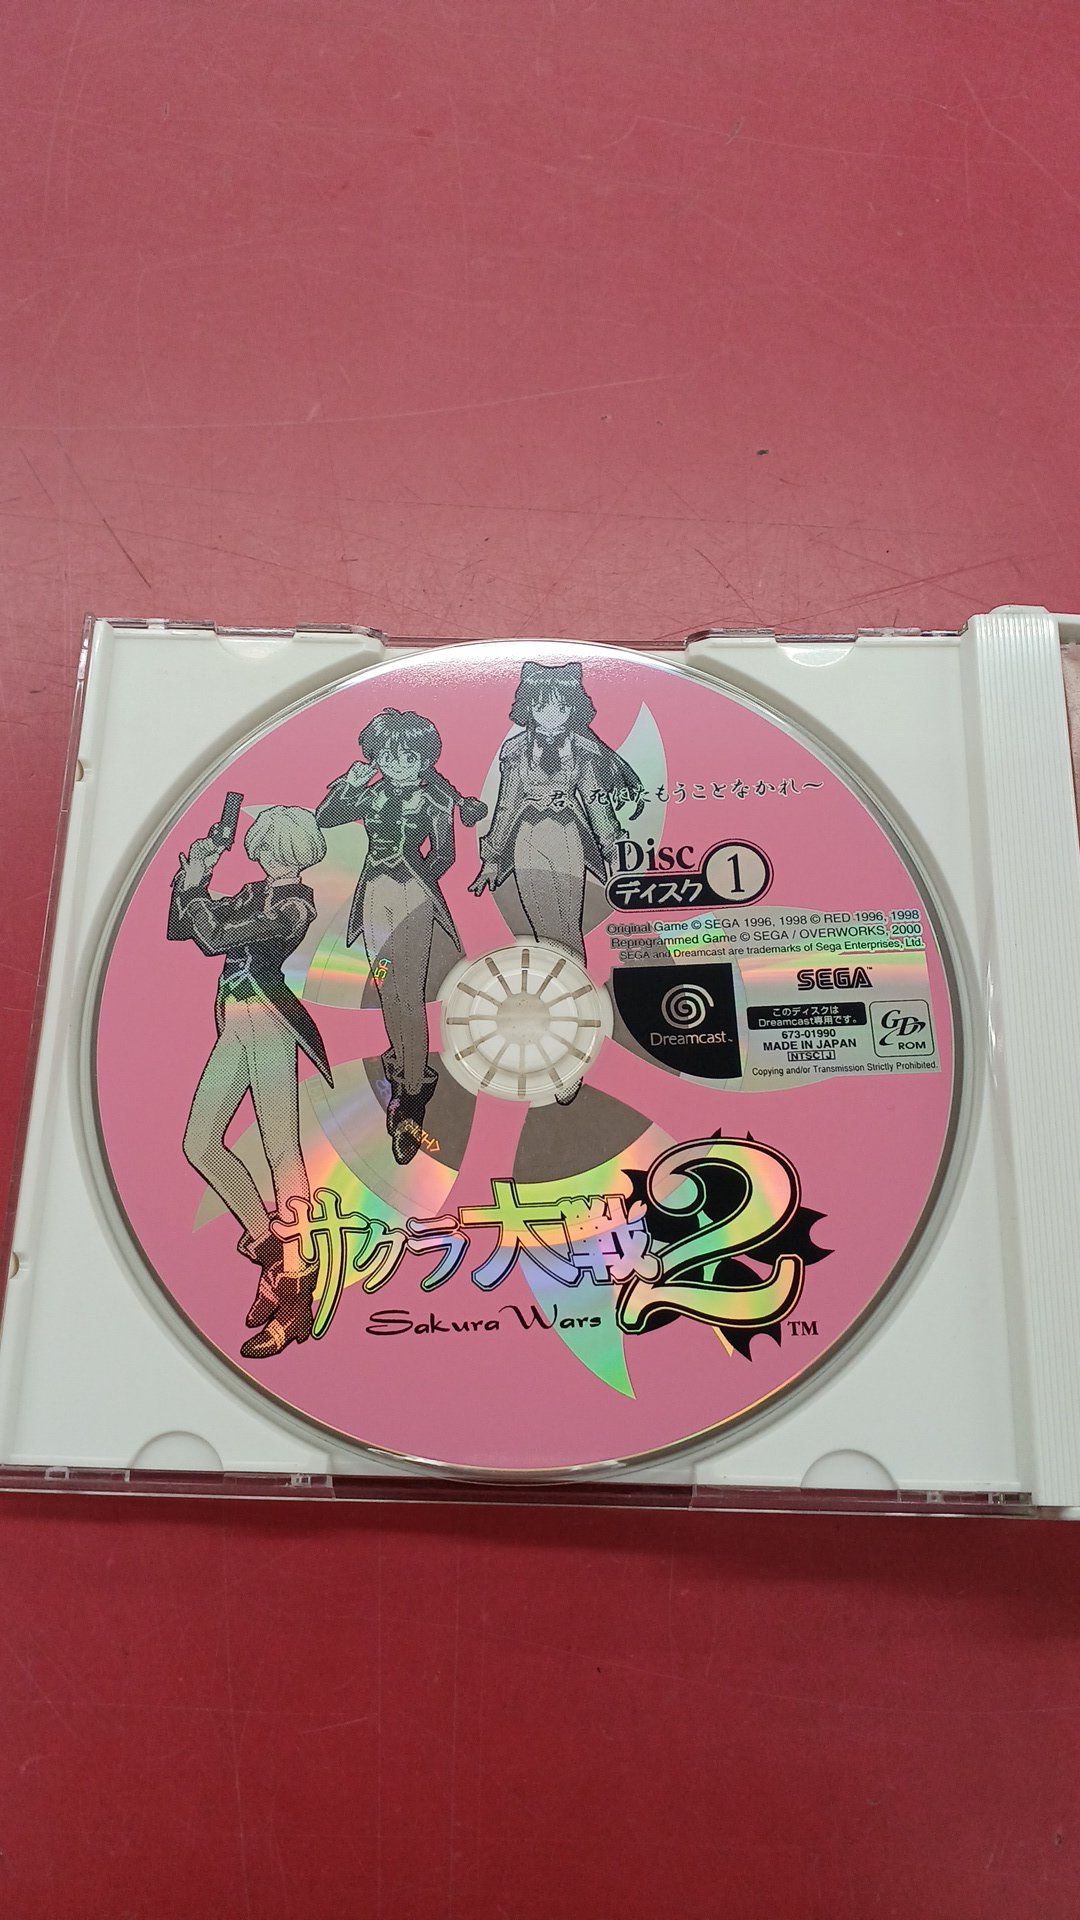 ～君、死にたもうことなかれ～
Disc
ディスク 1
Original Game © SEGA 1996, 1998 © RED 1996, 1998
Reprogrammed Game © SEGA / OVERWORKS, 2000
SEGA and Dreamcast are trademarks of Sega Enterprises, Ltd.
SEGA™
Dreamcast™
このディスクは
Dreamcast専用です。
673-01990
MADE IN JAPAN
NTSC J
GD
ROM
Copying and/or Transmission Strictly Prohibited.
サクラ大戦2
Sakura Wars
TM